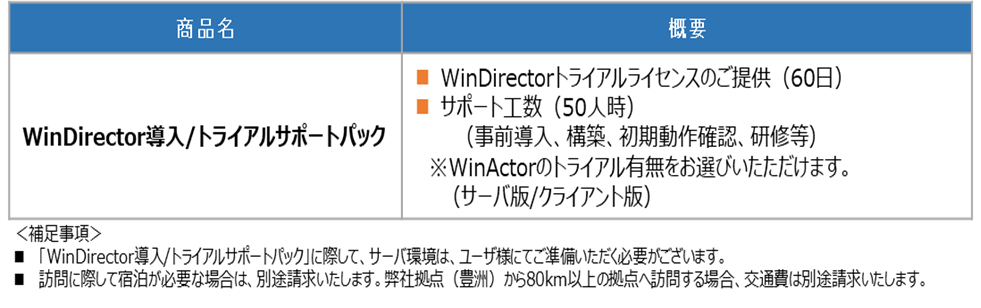 商品名
概要
WinDirector導入/トライアルサポートパック
■ WinDirectorトライアルライセンスのご提供（60日）
■ サポート工数（50人時）
（事前導入、構築、初期動作確認、研修等）
※WinActorのトライアル有無をお選びいたただけます。
（サーバ版/クライアント版）
＜補足事項＞
■ 「WinDirector導入/トライアルサポートパック」に際して、サーバ環境は、ユーザ様にてご準備いただく必要がございます。
■ 訪問に際して宿泊が必要な場合は、別途請求いたします。弊社拠点（豊洲）から80km以上の拠点へ訪問する場合、交通費は別途請求いたします。